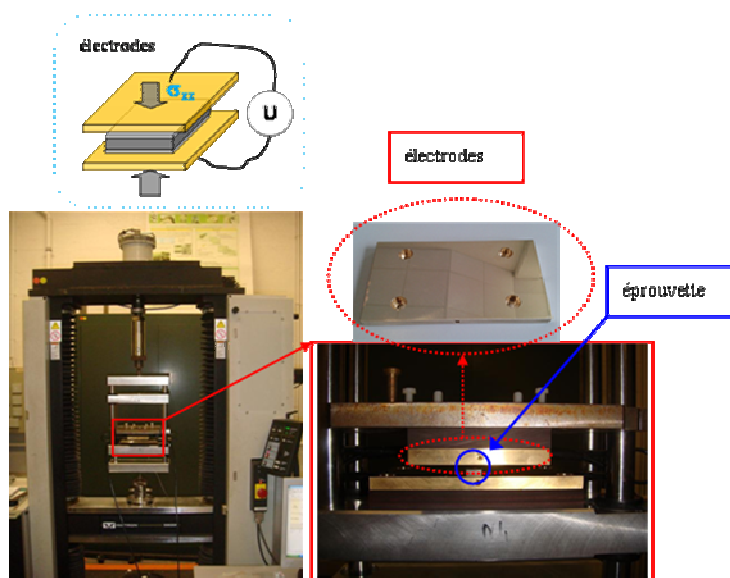 électrodes
σzz
U
électrodes
éprouvette